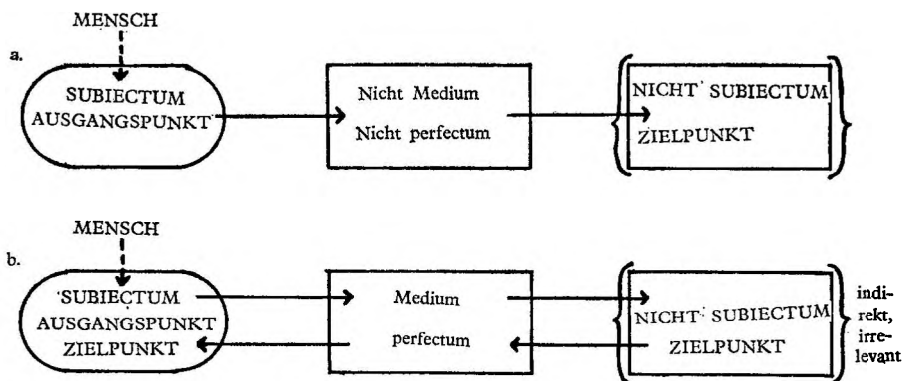 MENSCH
a.
SUBIECTUM
AUSGANGSPUNKT
Nicht Medium
Nicht perfectum
NICHT SUBIECTUM
ZIELPUNKT
MENSCH
b.
SUBIECTUM
AUSGANGSPUNKT
ZIELPUNKT
Medium
perfectum
NICHT SUBIECTUM
ZIELPUNKT
indi-
rekt,
irre-
levant